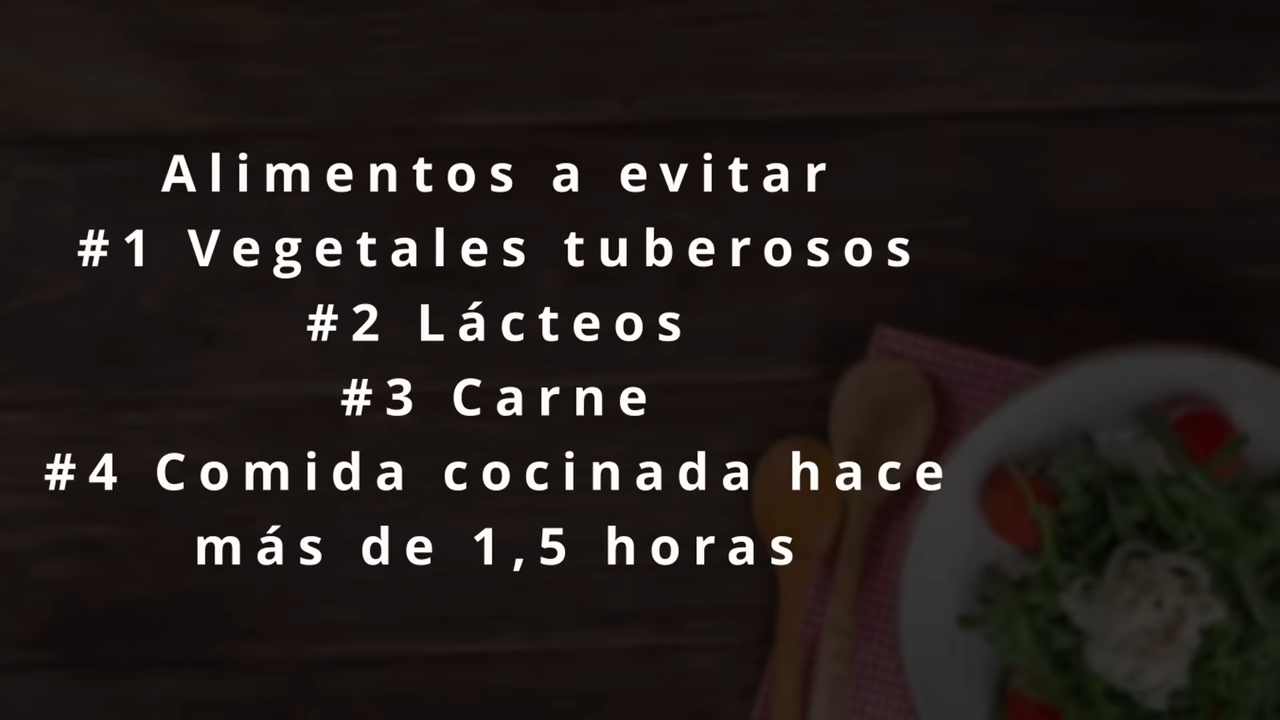 Alimentos a evitar
#1 Vegetales tuberosos
#2 Lácteos
#3 Carne
#4 Comida cocinada hace
más de 1,5 horas